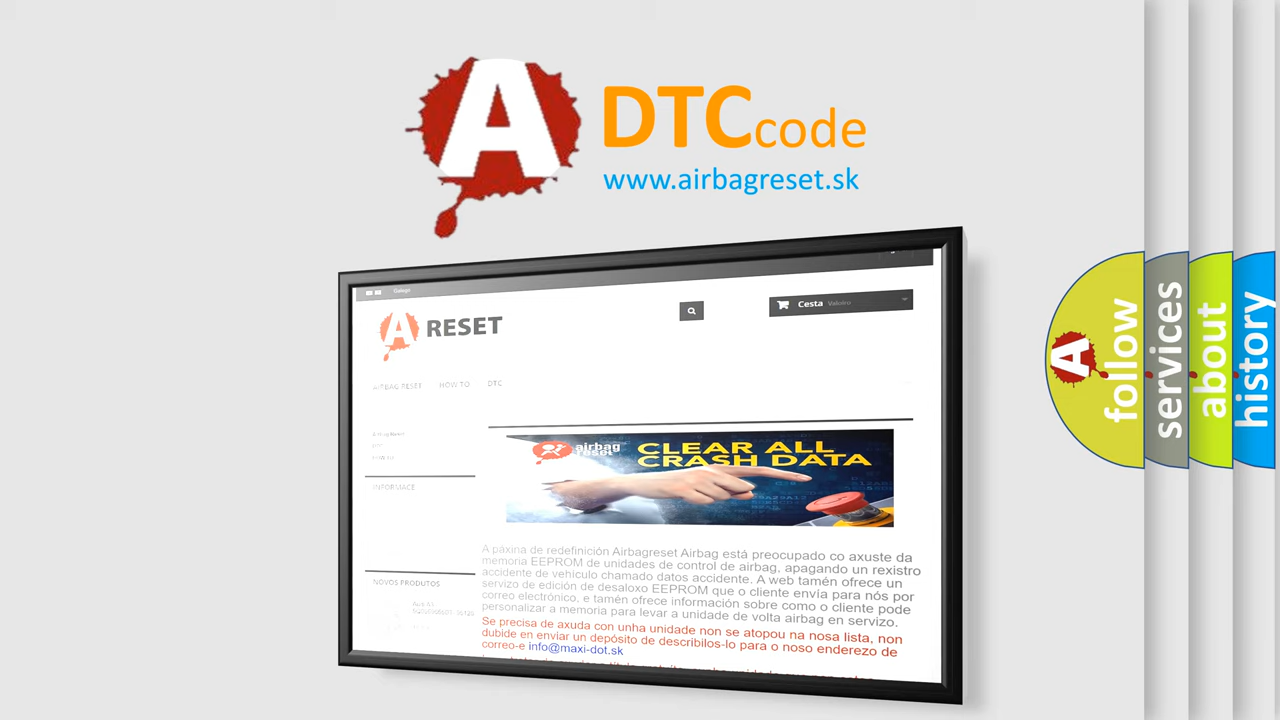 A
DTC code
www.airbagreset.sk
Galego
A RESET
Cesta Valeiro
AIRBAG RESET HOW TO DTC
INFORMACE
airbag
reset
CLEAR ALL
CRASH DATA
A páxina de redefinición Airbagreset Airbag está preocupado co axuste da
memoria EEPROM de unidades de control de airbag, apagando un rexistro
accidente de vehículo chamado datos accidente. A web tamén ofrece un
servizo de edición de desaloxo EEPROM que o cliente envía para nós por
correo electrónico, e tamén ofrece información sobre como o cliente pode
personalizar a memoria para levar a unidade de volta airbag en servizo.
Se precisa de axuda con unha unidade non se atopou na nosa lista, non
dubide en enviar un depósito de describilos-lo para o noso enderezo de
correo-e info@maxi-dot.sk
NOVOS PRODUTOS
A
follow
services
about
history